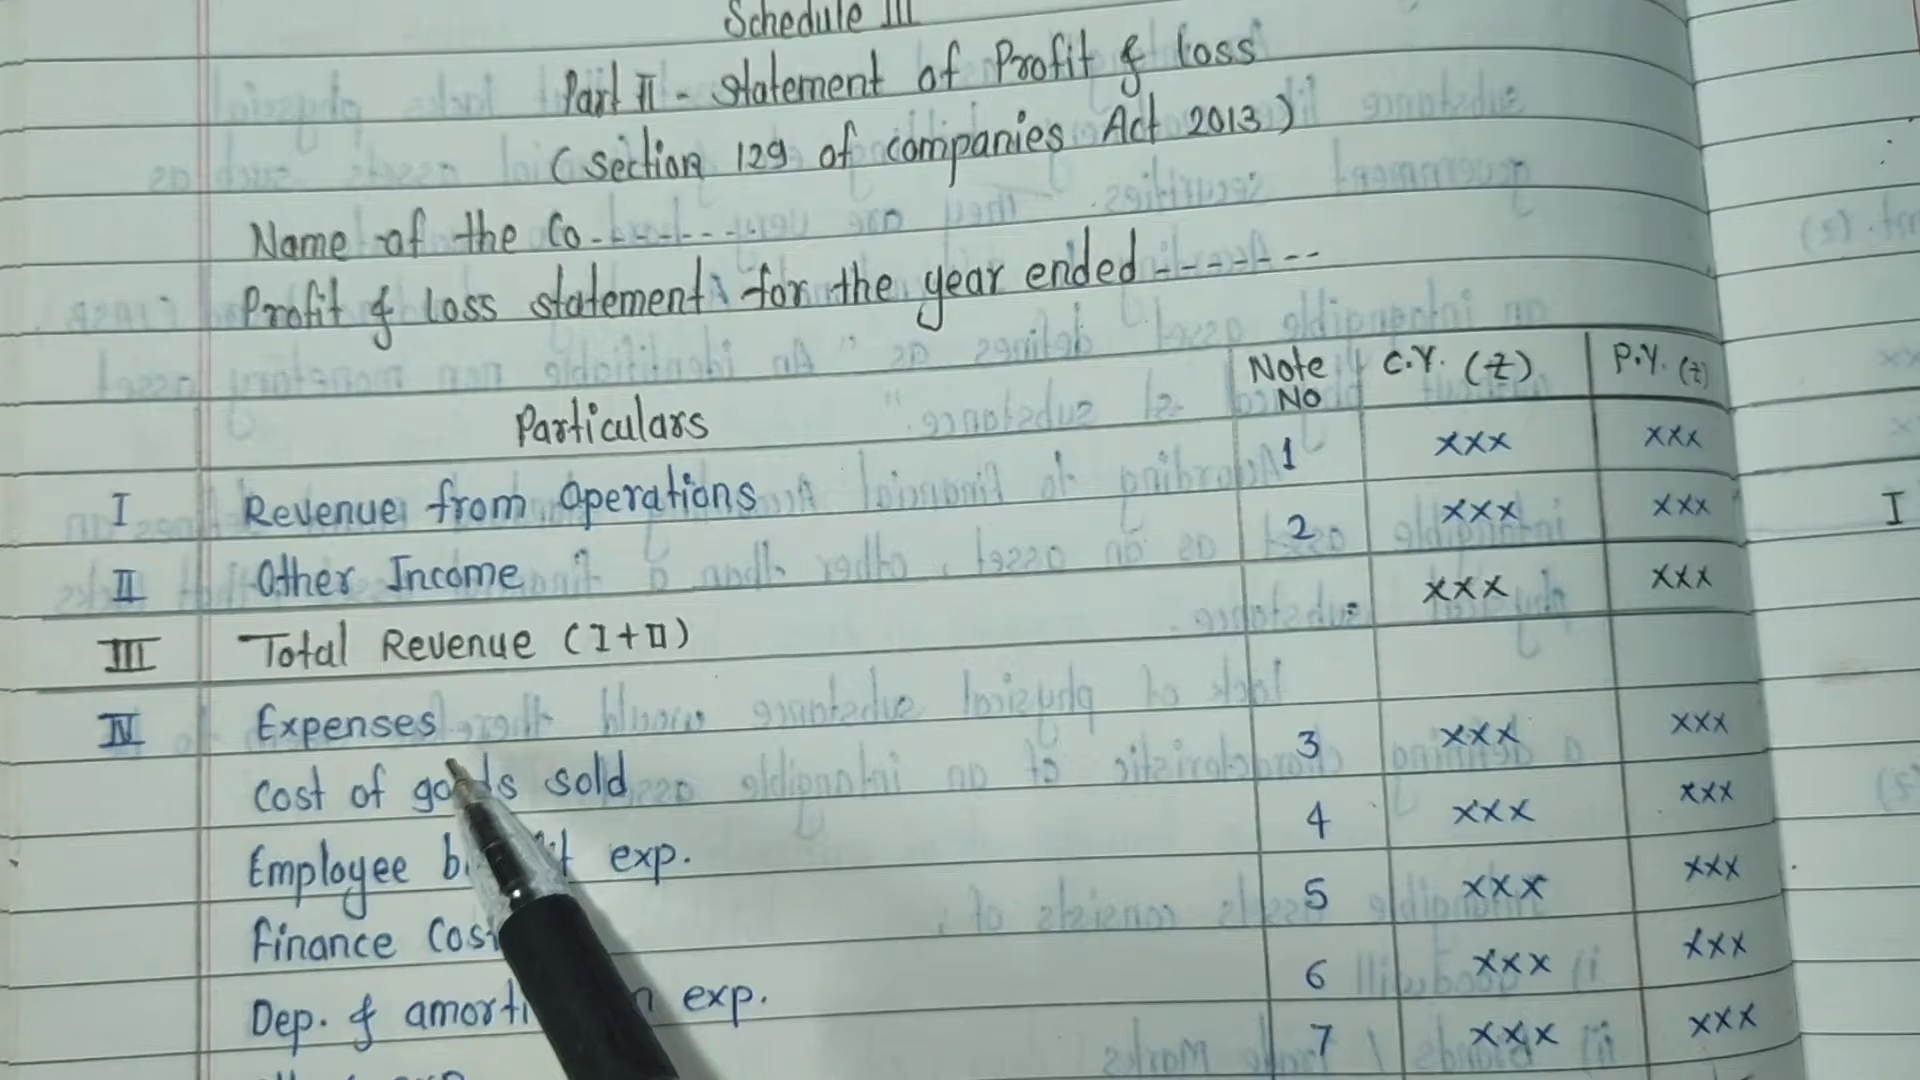 Schedule III
Part II - Statement of Profit & Loss
(Section 129 of companies Act 2013)
Name of the Co.----------
Profit & Loss statement for the year ended -------
Particulars Note No C.Y. (₹) P.Y. (₹)
I Revenue from Operations 1 xxx xxx
II Other Income 2 xxx xxx
III Total Revenue (I+II) xxx xxx
IV Expenses
Cost of goods sold 3 xxx xxx
Employee exp. 4 xxx xxx
Finance 5 xxx xxx
Dep. & exp. 6 xxx xxx
7 xxx xxx
I